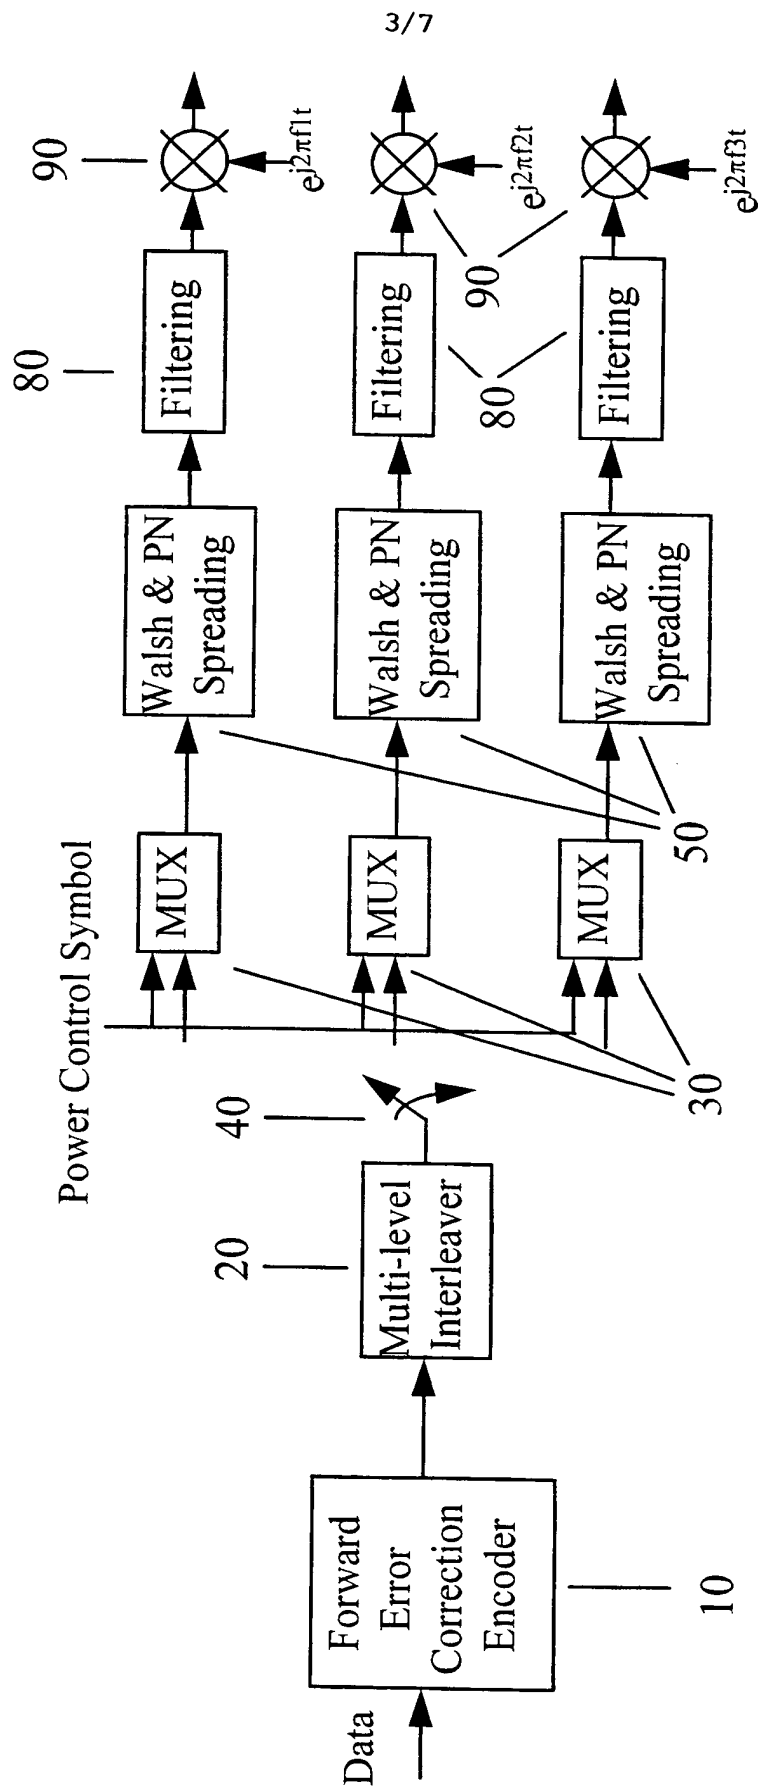 3/7
Data
Forward
Error
Correction
Encoder
10
Multi-level
Interleaver
20
40
Power Control Symbol
MUX
MUX
MUX
30
Walsh & PN
Spreading
Walsh & PN
Spreading
Walsh & PN
Spreading
50
Filtering
Filtering
Filtering
80
80
90
90
ej2πf1t
ej2πf2t
ej2πf3t